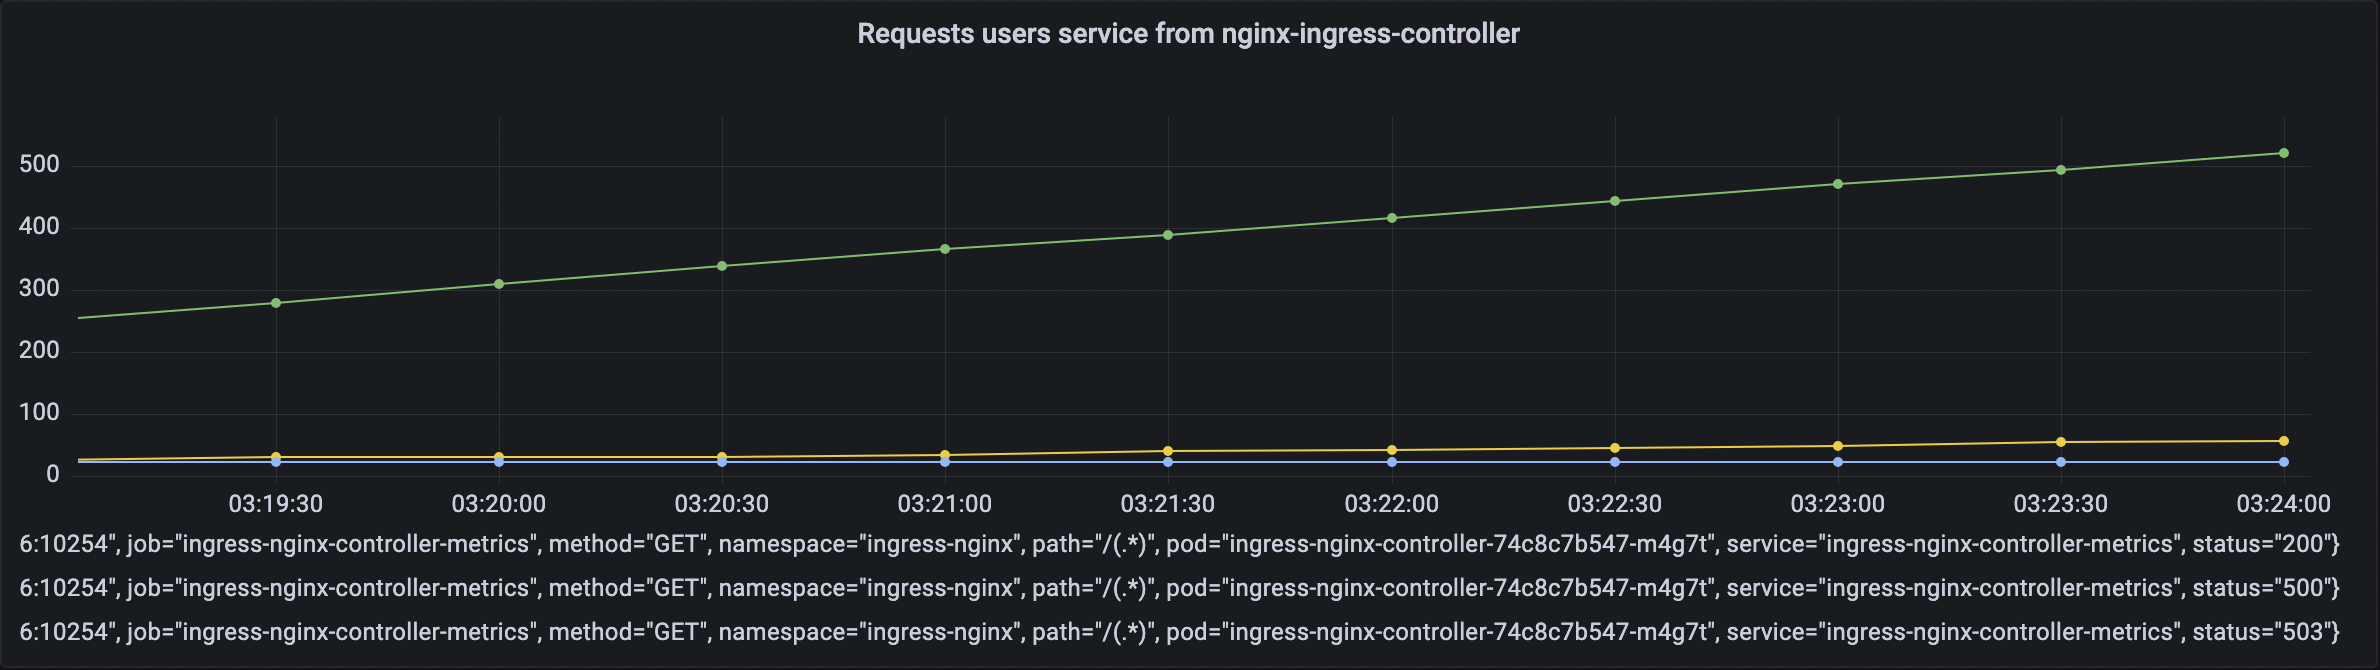 Requests users service from nginx-ingress-controller
500
400
300
200
100
0
03:19:30 03:20:00 03:20:30 03:21:00 03:21:30 03:22:00 03:22:30 03:23:00 03:23:30 03:24:00
6:10254", job="ingress-nginx-controller-metrics", method="GET", namespace="ingress-nginx", path="/(.*)", pod="ingress-nginx-controller-74c8c7b547-m4g7t", service="ingress-nginx-controller-metrics", status="200"}
6:10254", job="ingress-nginx-controller-metrics", method="GET", namespace="ingress-nginx", path="/(.*)", pod="ingress-nginx-controller-74c8c7b547-m4g7t", service="ingress-nginx-controller-metrics", status="500"}
6:10254", job="ingress-nginx-controller-metrics", method="GET", namespace="ingress-nginx", path="/(.*)", pod="ingress-nginx-controller-74c8c7b547-m4g7t", service="ingress-nginx-controller-metrics", status="503"}